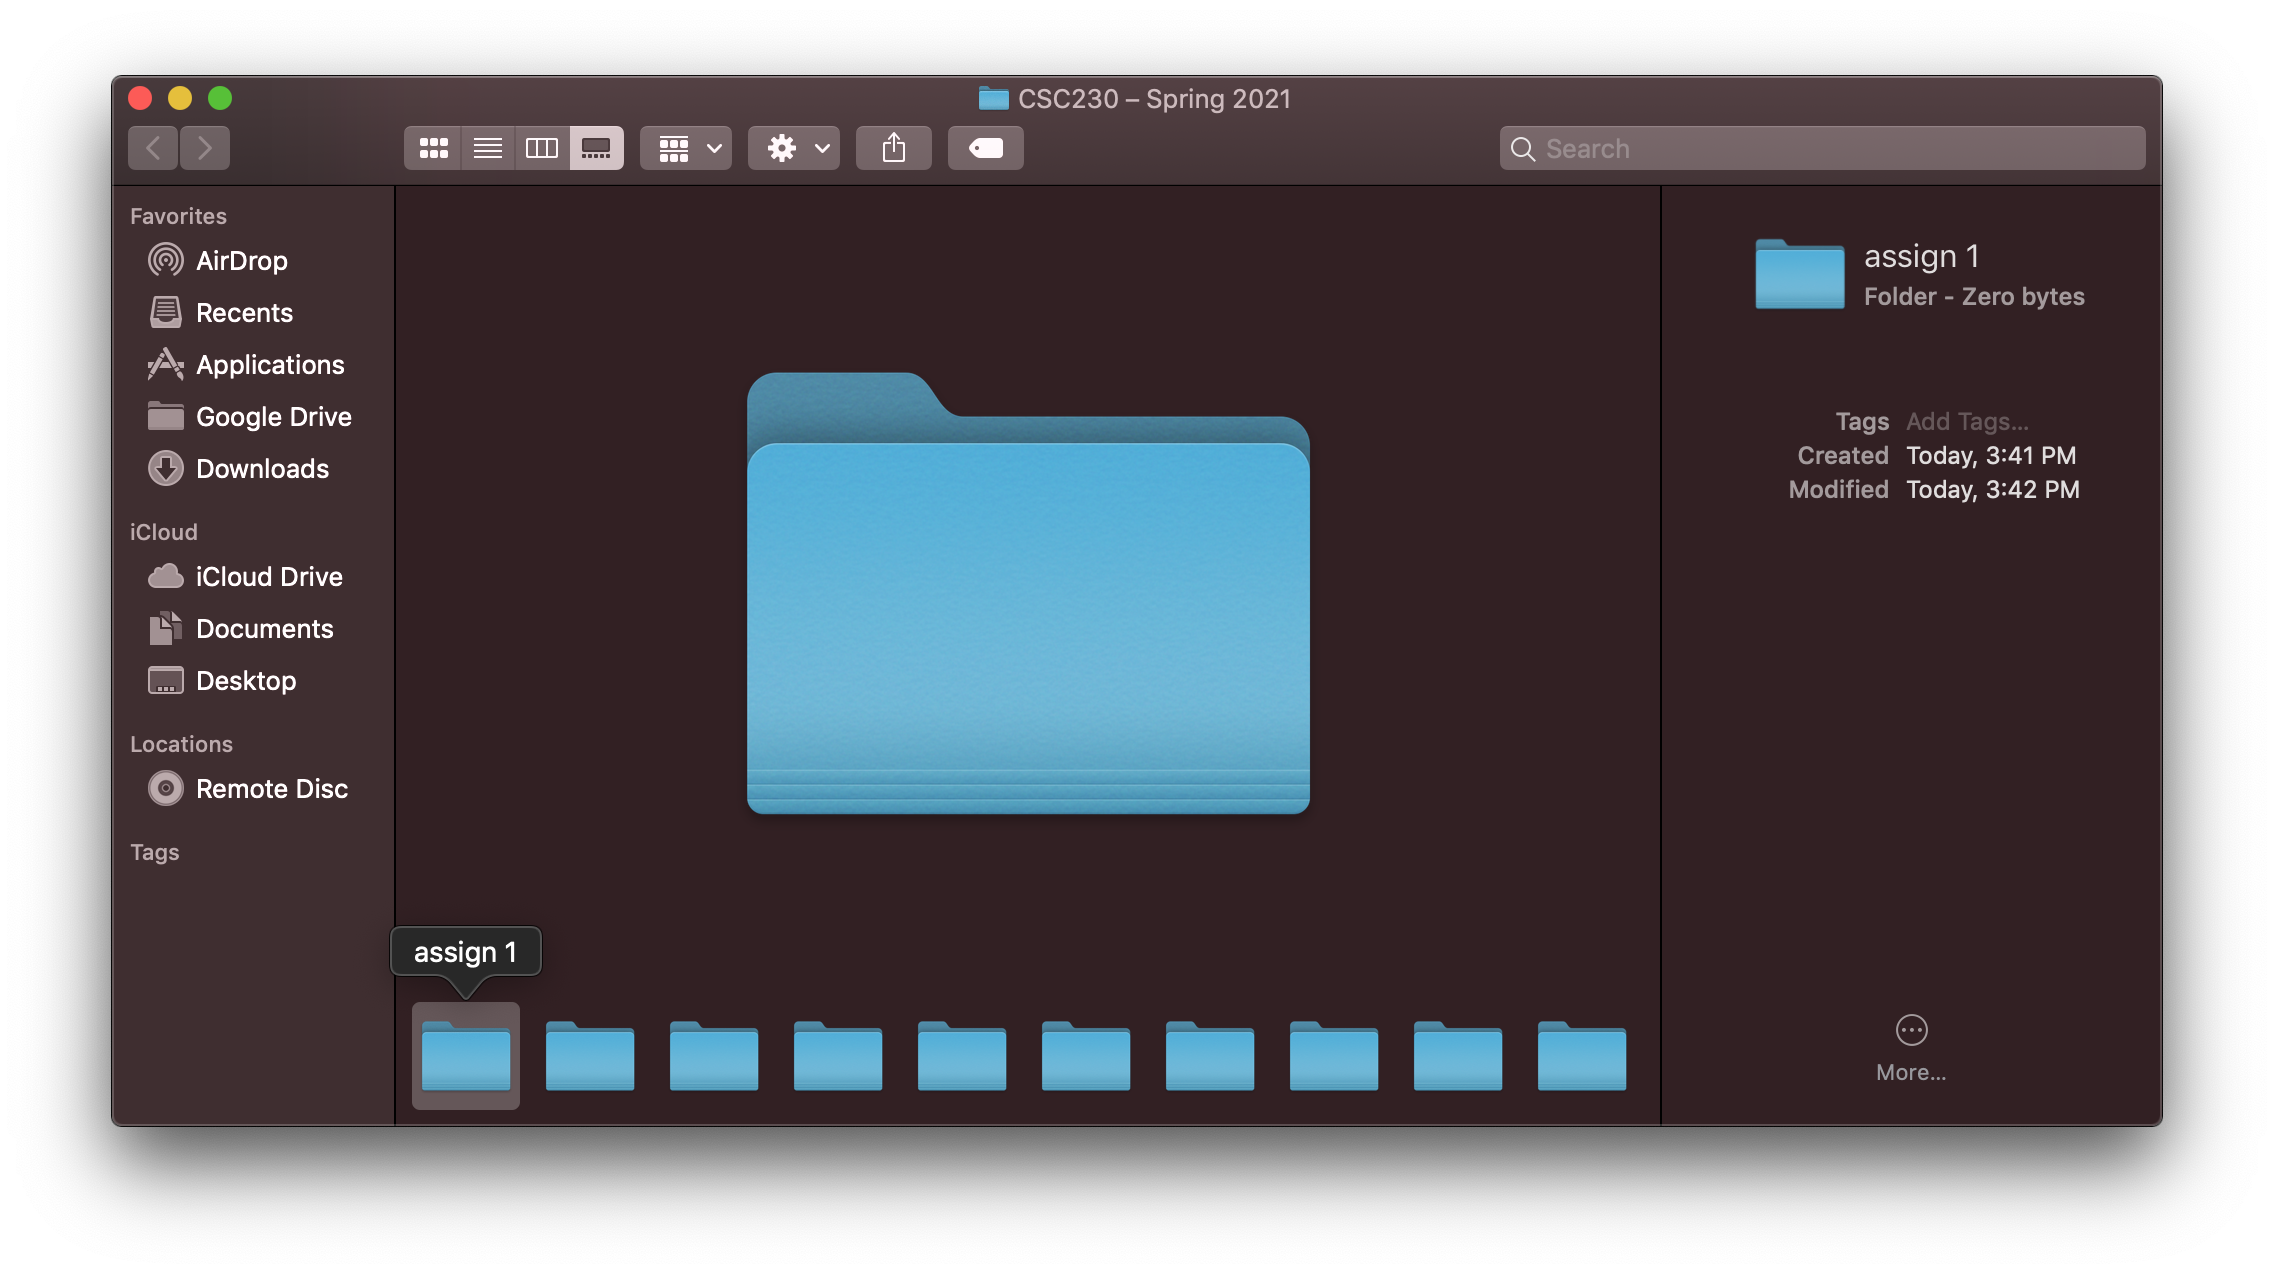 CSC230 – Spring 2021
Search
Favorites
AirDrop
Recents
Applications
Google Drive
Downloads
iCloud
iCloud Drive
Documents
Desktop
Locations
Remote Disc
Tags
assign 1
assign 1
Folder - Zero bytes
Tags Add Tags...
Created Today, 3:41 PM
Modified Today, 3:42 PM
More...